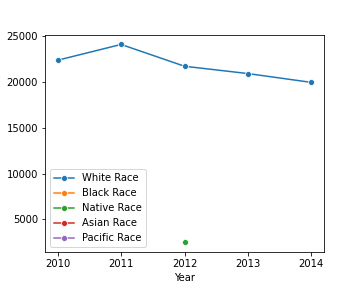 25000
20000
15000
10000
5000
White Race
Black Race
Native Race
Asian Race
Pacific Race
2010 2011 2012 2013 2014
Year